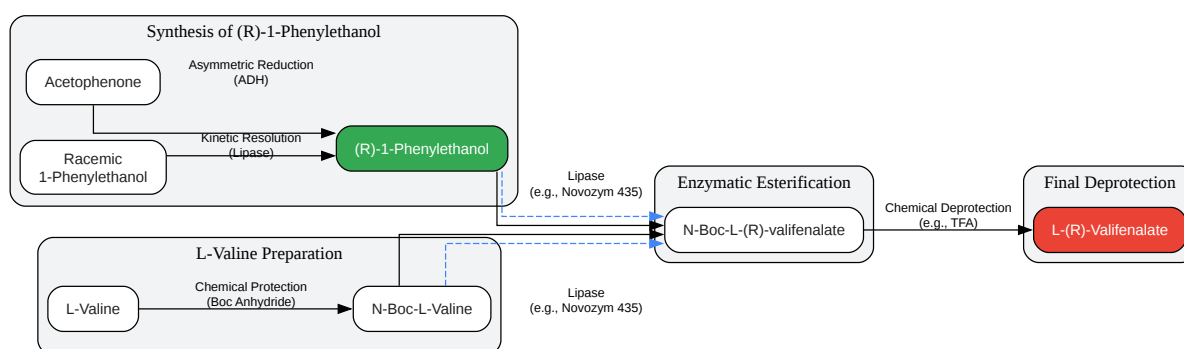 Synthesis of (R)-1-Phenylethanol
Acetophenone
Asymmetric Reduction
(ADH)
Kinetic Resolution
(Lipase)
Racemic
1-Phenylethanol
(R)-1-Phenylethanol
Lipase
(e.g., Novozym 435)
L-Valine Preparation
L-Valine
Chemical Protection
(Boc Anhydride)
N-Boc-L-Valine
Lipase
(e.g., Novozym 435)
Enzymatic Esterification
N-Boc-L-(R)-valifenalate
Chemical Deprotection
(e.g., TFA)
Final Deprotection
L-(R)-Valifenalate